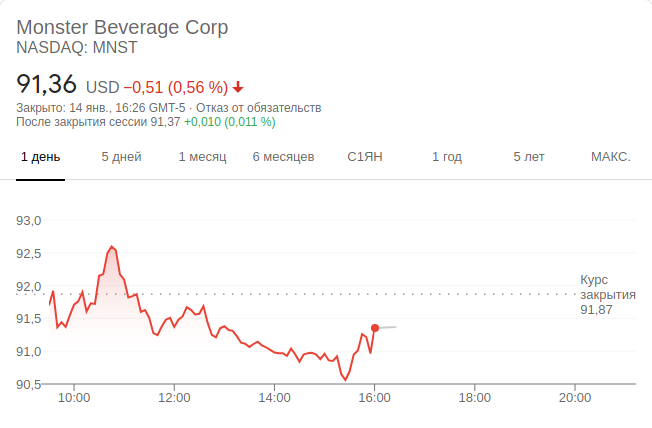 Monster Beverage Corp
NASDAQ: MNST
91,36 USD −0,51 (0,56 %)
Закрыто: 14 янв., 16:26 GMT-5 · Отказ от обязательств
После закрытия сессии 91,37 +0,010 (0,011 %)
1 день 5 дней 1 месяц 6 месяцев С1ЯН 1 год 5 лет МАКС.
93,0
92,5
92,0
91,5
91,0
90,5
Курс
закрытия
91,87
10:00 12:00 14:00 16:00 18:00 20:00